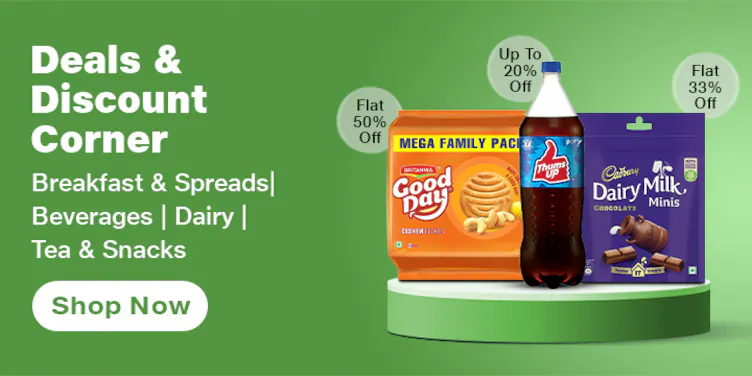 Deals &
Discount
Corner
Breakfast & Spreads|
Beverages | Dairy |
Tea & Snacks
Shop Now
Flat
50%
Off
Up To
20%
Off
Flat
33%
Off
MEGA FAMILY PAC
BRITANNIA
Good
Day
CASHEW COOKIES
Thums
UP
Cadbury
Dairy Milk
CHOCOLATE
Minis